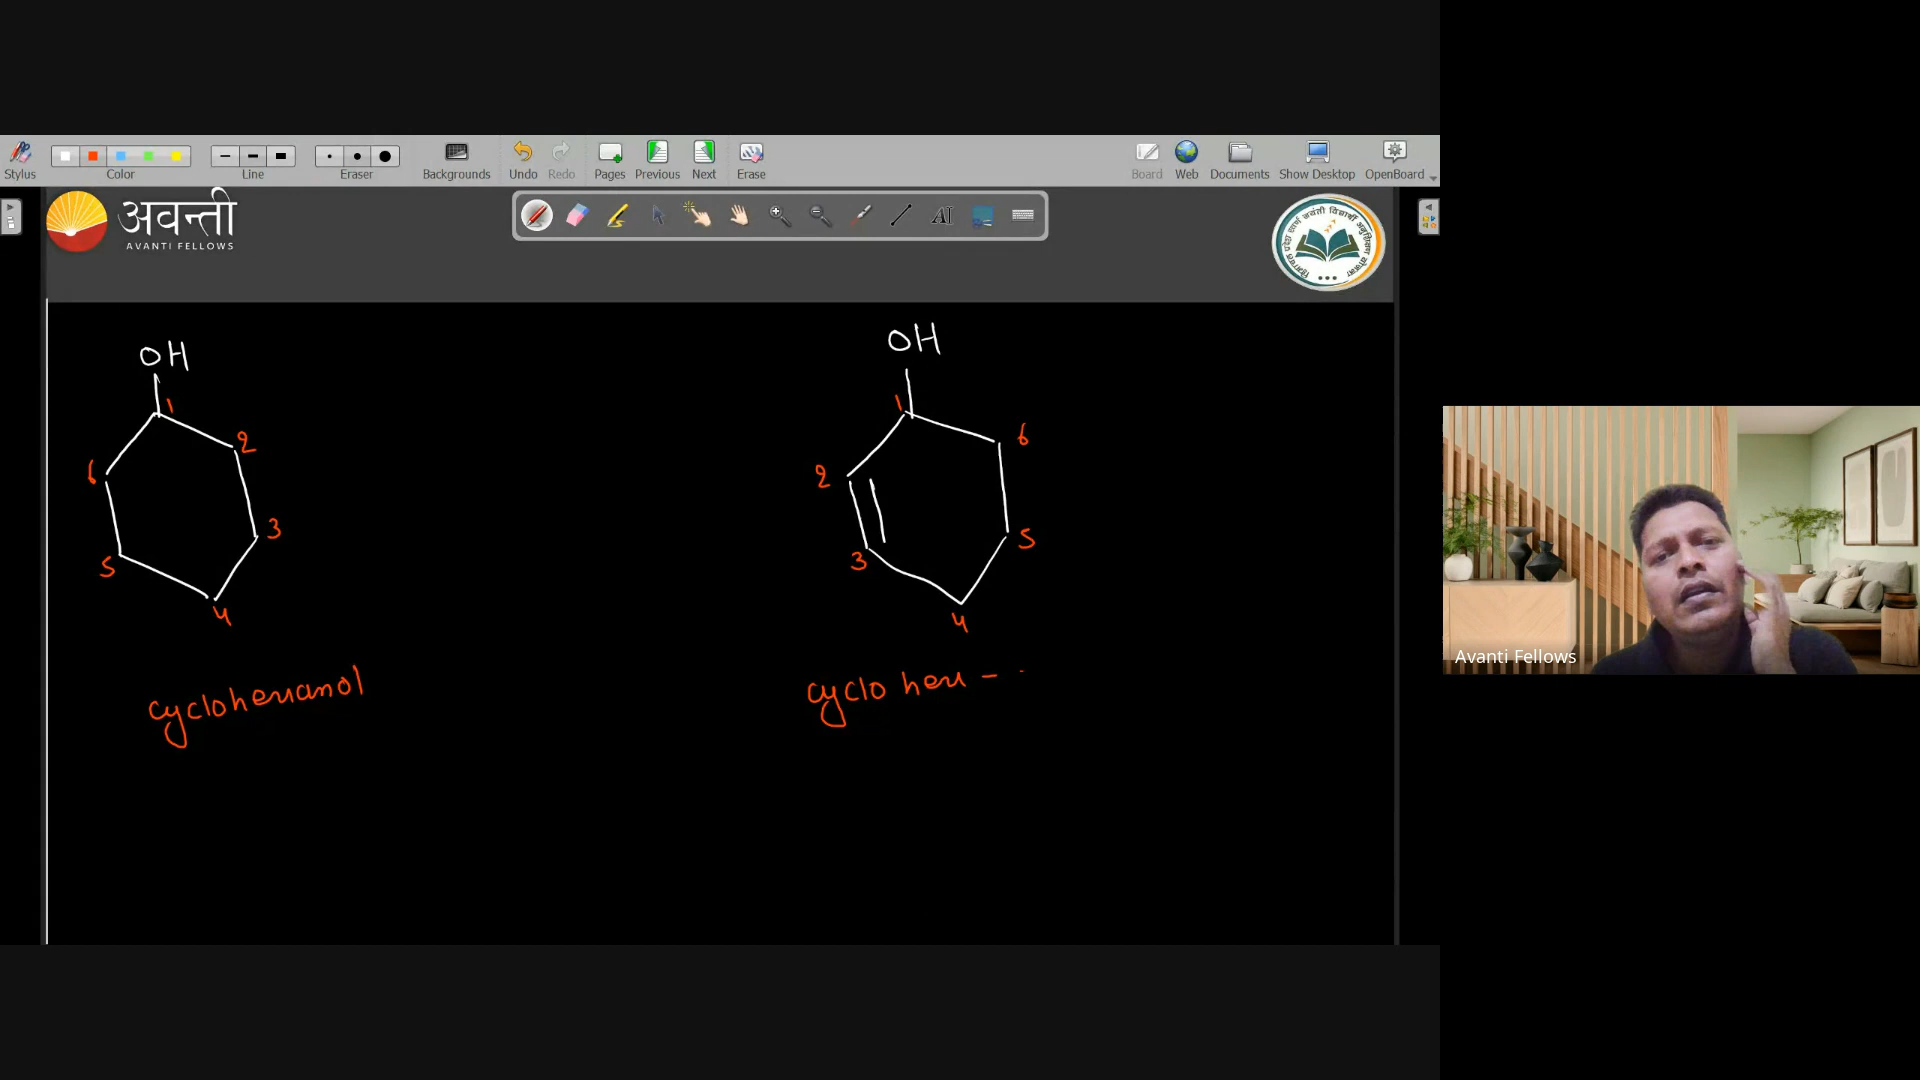 Stylus Color Line Eraser Backgrounds Undo Redo Pages Previous Next Erase Board Web Documents Show Desktop OpenBoard
अवन्ती
AVANTI FELLOWS
OH
1
2
3
4
5
6
cyclohexanol
OH
1
6
2
5
3
4
cyclo hex -
Avanti Fellows